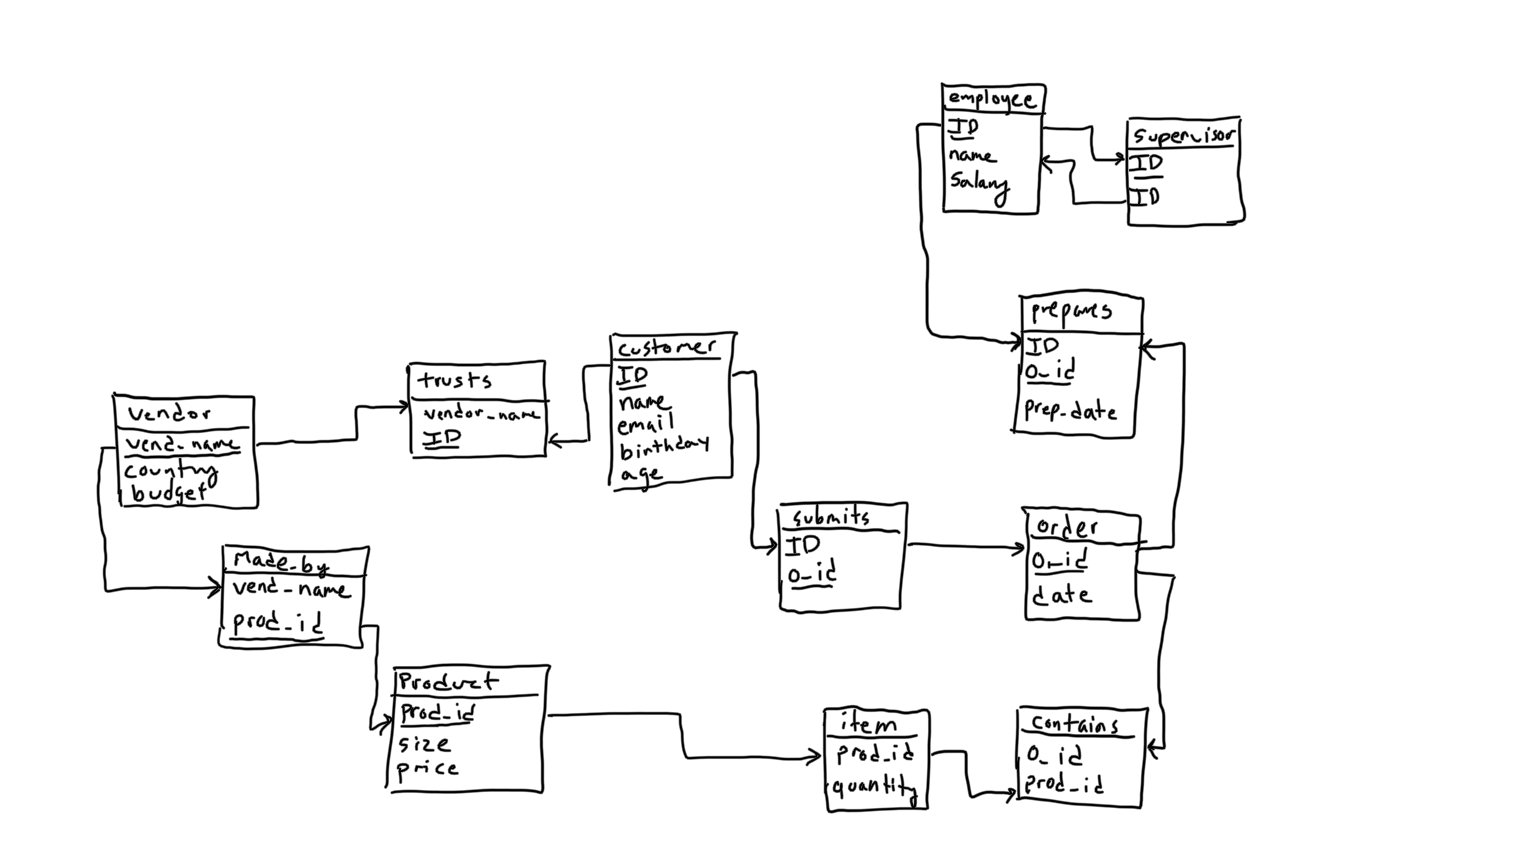 employee
ID
name
Salary
Supervisor
ID
ID
prepares
ID
O_id
prep_date
Customer
ID
name
email
birthday
age
trusts
vendor_name
ID
Vendor
vend_name
country
budget
Submits
ID
O_id
order
O_id
date
Made_by
vend_name
prod_id
Product
Prod_id
size
price
item
prod_id
quantity
Contains
O_id
prod_id